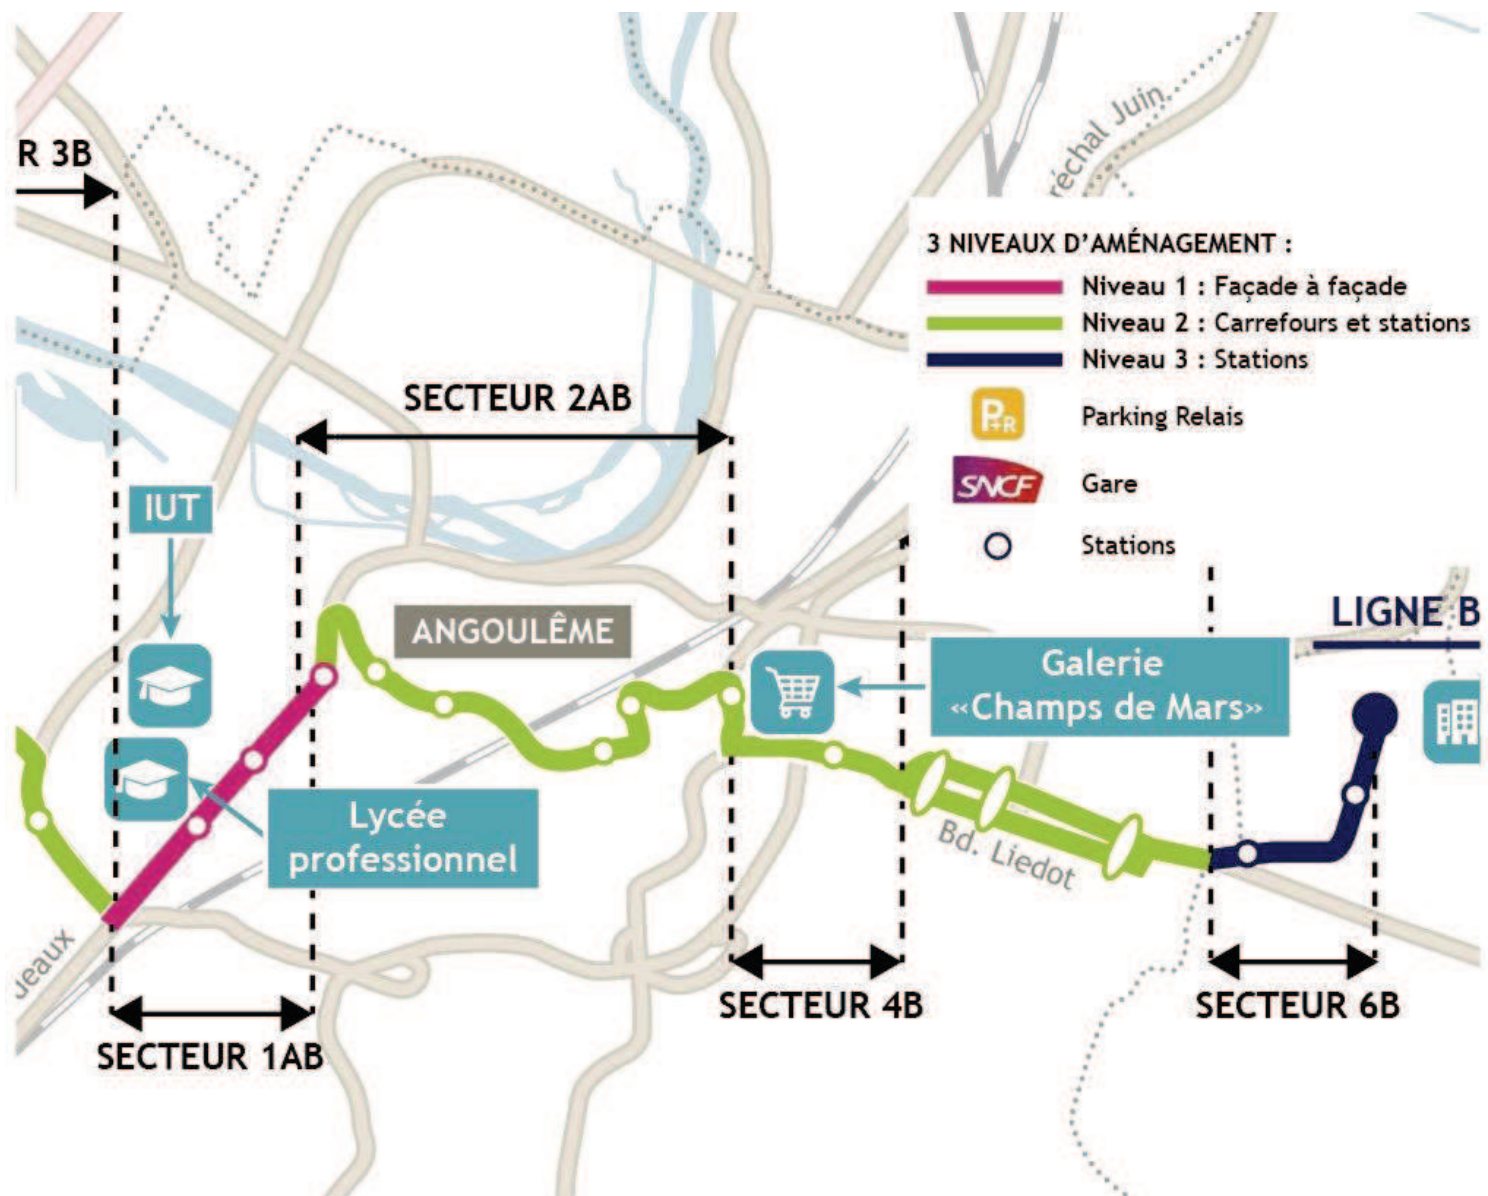 R 3B
réchal Juin
3 NIVEAUX D'AMÉNAGEMENT :
Niveau 1 : Façade à façade
Niveau 2 : Carrefours et stations
Niveau 3 : Stations
P+R
Parking Relais
SNCF
Gare
Stations
SECTEUR 2AB
IUT
ANGOULÊME
LIGNE B
Galerie
«Champs de Mars»
Lycée
professionnel
Bd. Liedot
deaux
SECTEUR 4B
SECTEUR 6B
SECTEUR 1AB